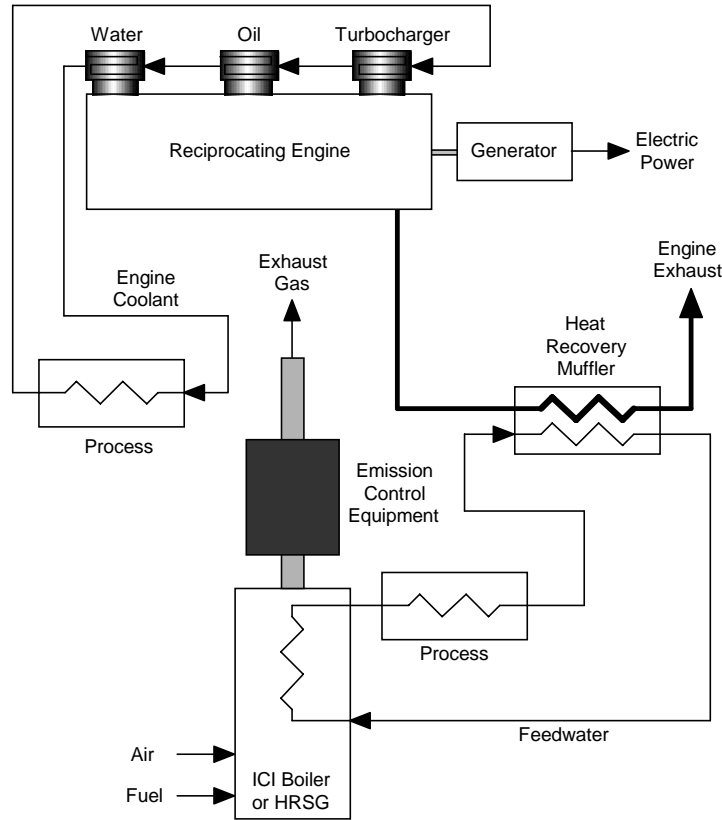 Water
Oil
Turbocharger
Reciprocating Engine
Generator
Electric
Power
Engine
Coolant
Exhaust
Gas
Engine
Exhaust
Heat
Recovery
Muffler
Process
Emission
Control
Equipment
Process
Feedwater
Air
Fuel
ICI Boiler
or HRSG